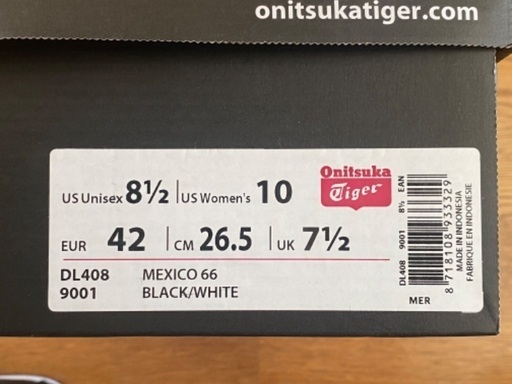 onitsukatiger.com
US Unisex 8½ US Women's 10
Onitsuka
Tiger
EUR 42 CM 26.5 UK 7½
DL408 MEXICO 66
9001 BLACK/WHITE
DL408 9001 8½ EAN
8718108933329
MADE IN INDONESIA
FABRIQUE EN INDONESIE
MER